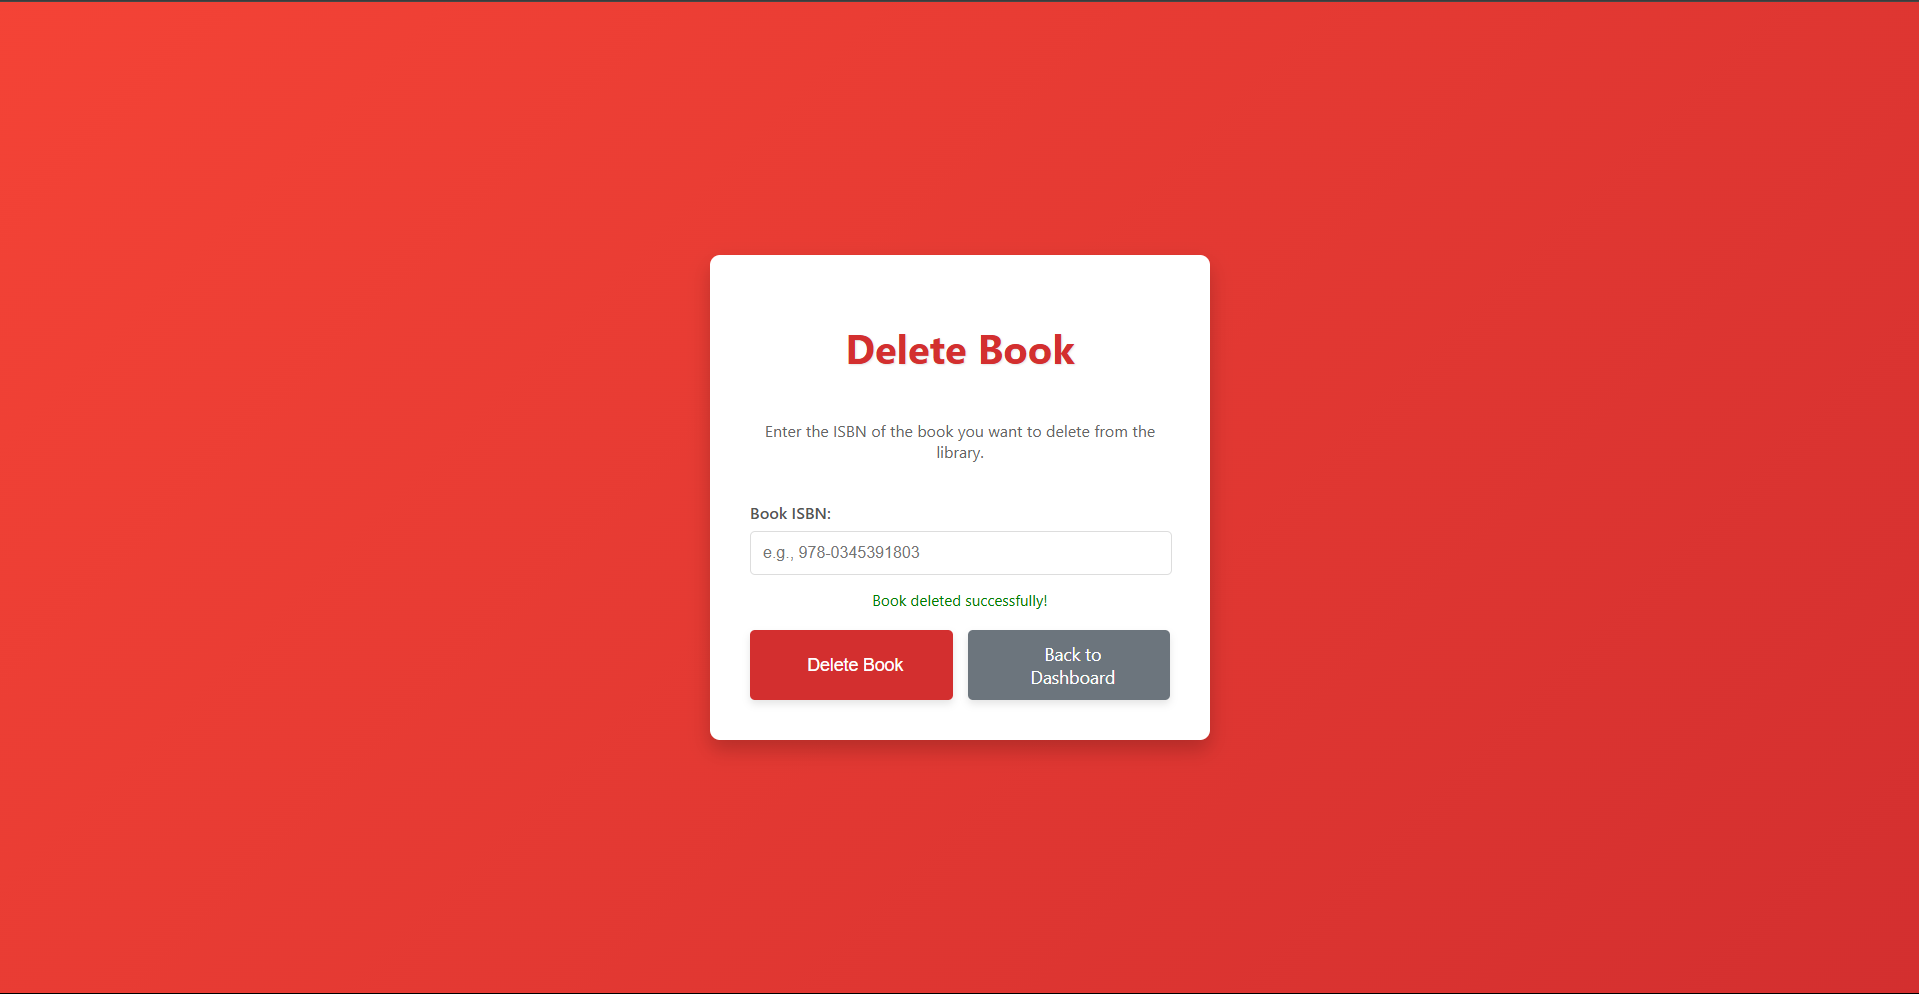 Delete Book
Enter the ISBN of the book you want to delete from the
library.
Book ISBN:
e.g., 978-0345391803
Book deleted successfully!
Delete Book
Back to
Dashboard